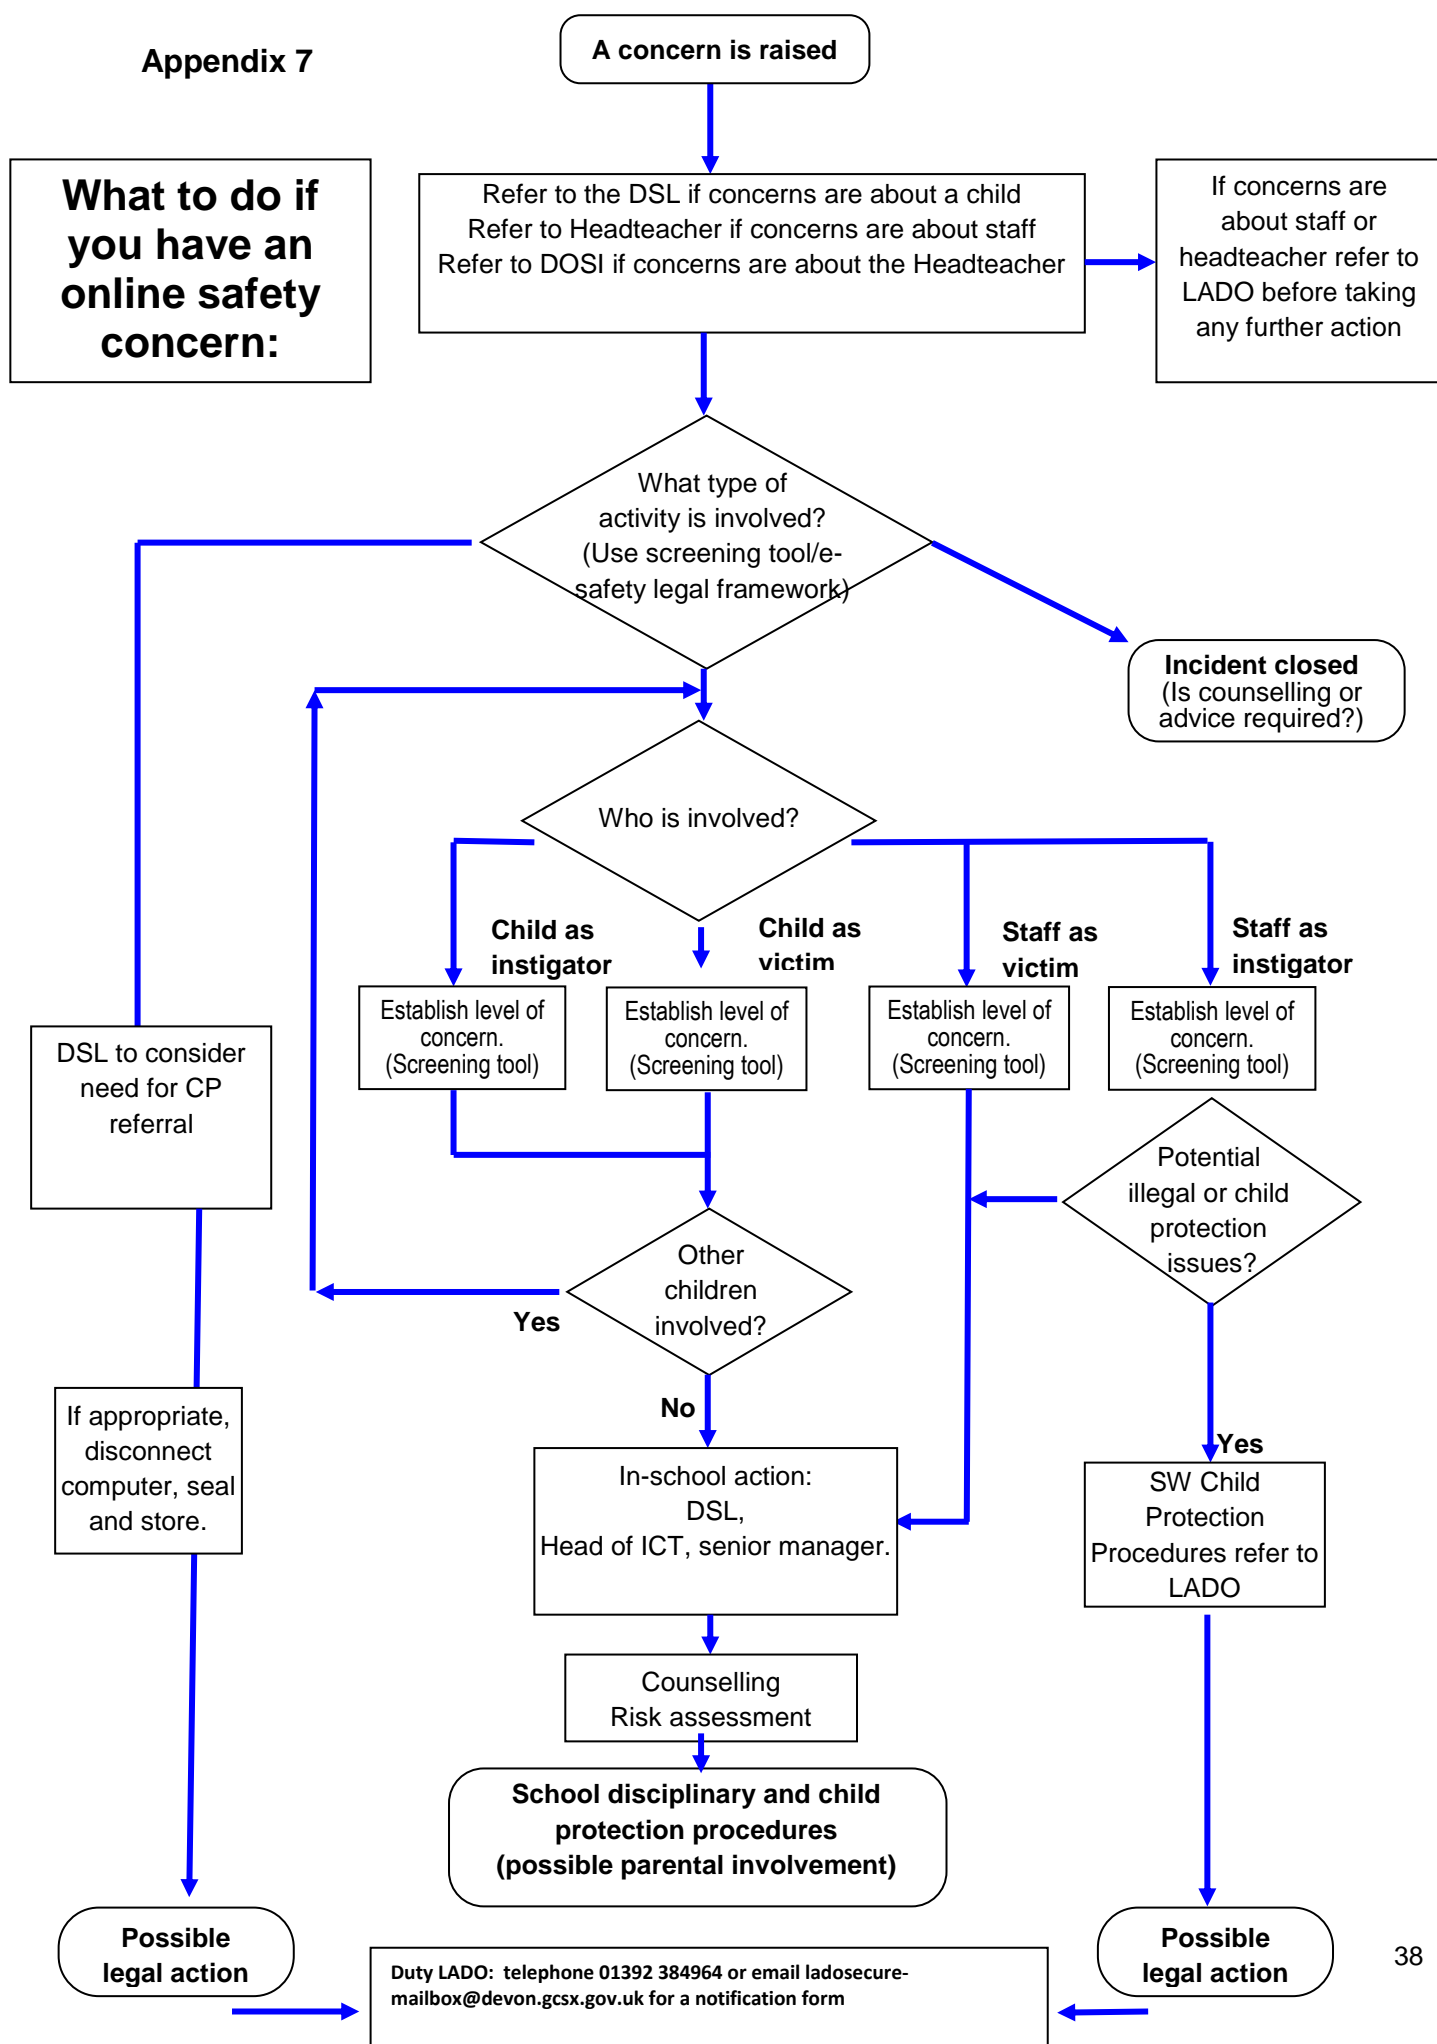 Appendix 7
A concern is raised
What to do if
you have an
online safety
concern:
Refer to the DSL if concerns are about a child
Refer to Headteacher if concerns are about staff
Refer to DOSI if concerns are about the Headteacher
If concerns are
about staff or
headteacher refer to
LADO before taking
any further action
What type of
activity is involved?
(Use screening tool/e-
safety legal framework)
Incident closed
(Is counselling or
advice required?)
Who is involved?
Child as
instigator
Child as
victim
Staff as
victim
Staff as
instigator
Establish level of
concern.
(Screening tool)
Establish level of
concern.
(Screening tool)
Establish level of
concern.
(Screening tool)
Establish level of
concern.
(Screening tool)
DSL to consider
need for CP
referral
Potential
illegal or child
protection
issues?
Other
children
involved?
Yes
No
Yes
If appropriate,
disconnect
computer, seal
and store.
In-school action:
DSL,
Head of ICT, senior manager.
SW Child
Protection
Procedures refer to
LADO
Counselling
Risk assessment
School disciplinary and child
protection procedures
(possible parental involvement)
Possible
legal action
Possible
legal action
Duty LADO: telephone 01392 384964 or email ladosecure-
mailbox@devon.gcsx.gov.uk for a notification form
38